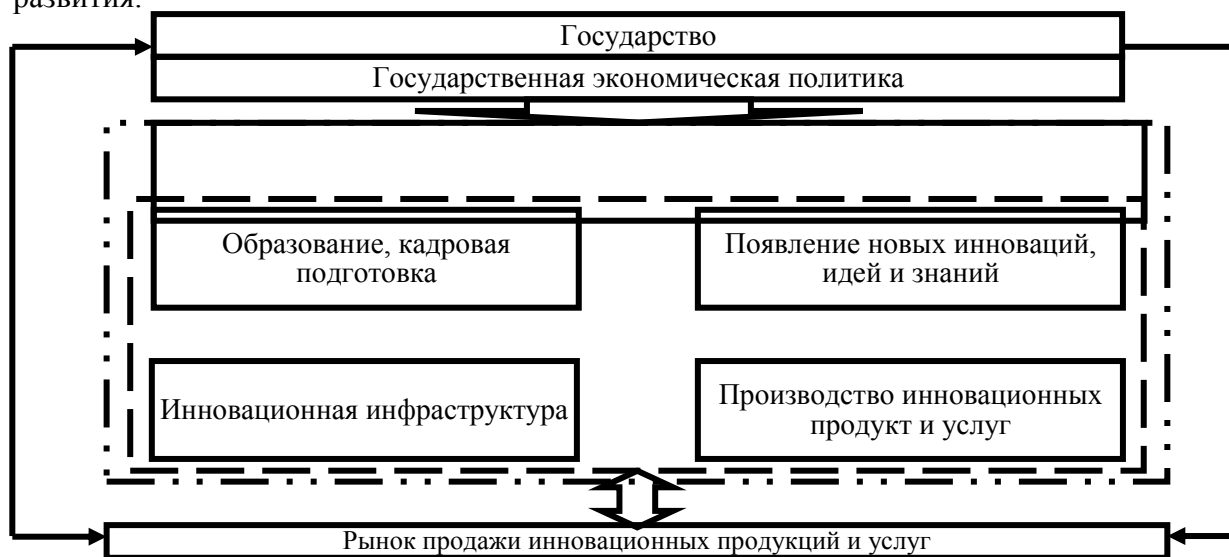 развития.
Государство
Государственная экономическая политика
Образование, кадровая
подготовка
Появление новых инноваций,
идей и знаний
Инновационная инфраструктура
Производство инновационных
продукт и услуг
Рынок продажи инновационных продукций и услуг